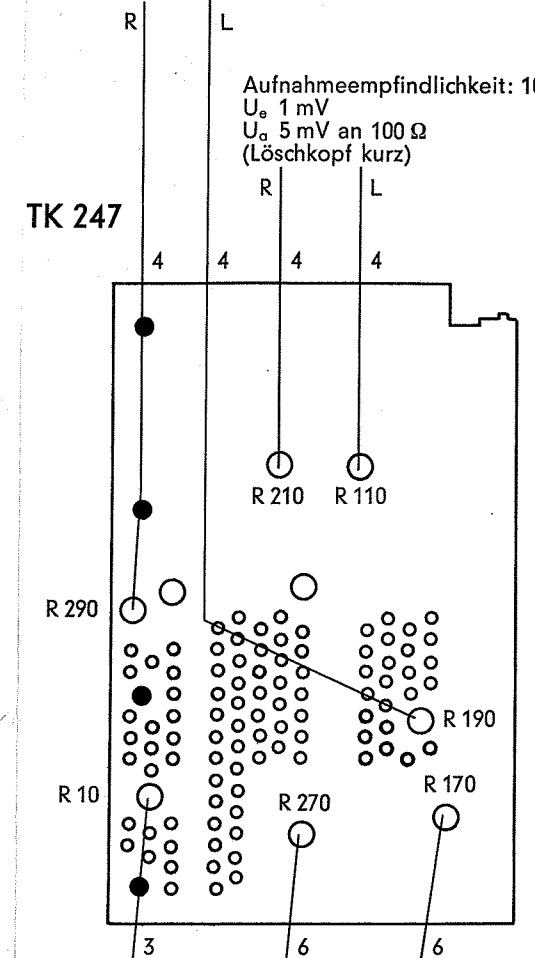 R L
Aufnahmeempfindlichkeit: 10
Uₑ 1 mV
Uₐ 5 mV an 100 Ω
(Löschkopf kurz)
R L
TK 247
4 4 4 4
R 210 R 110
R 290
R 190
R 170
R 10
R 270
3 6 6